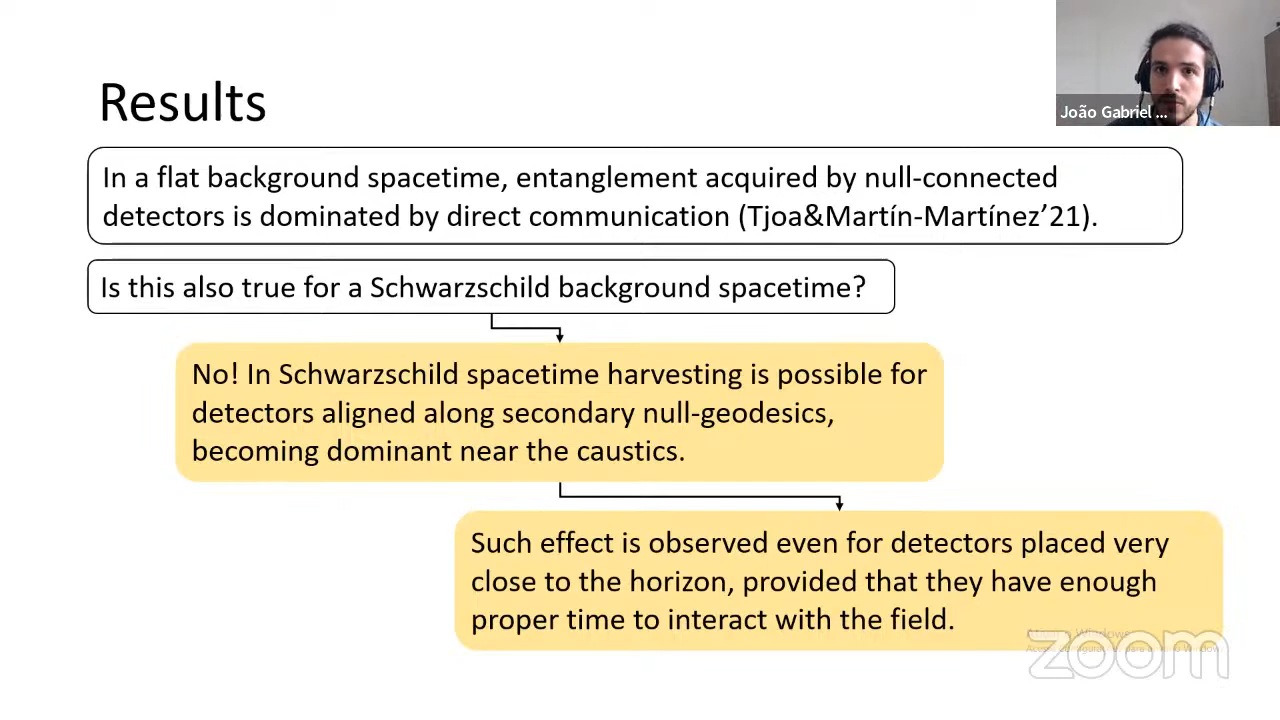 Results
João Gabriel ...
In a flat background spacetime, entanglement acquired by null-connected
detectors is dominated by direct communication (Tjoa&Martín-Martínez’21).
Is this also true for a Schwarzschild background spacetime?
No! In Schwarzschild spacetime harvesting is possible for
detectors aligned along secondary null-geodesics,
becoming dominant near the caustics.
Such effect is observed even for detectors placed very
close to the horizon, provided that they have enough
proper time to interact with the field.
zoom